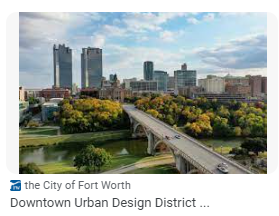 the City of Fort Worth
Downtown Urban Design District ...